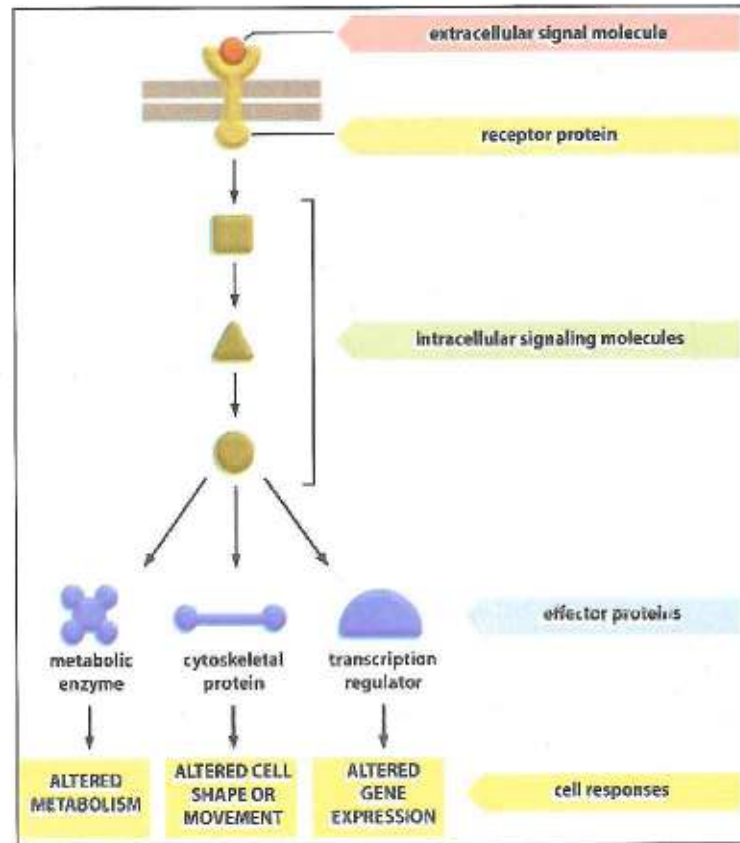 extracellular signal molecule
receptor protein
intracellular signaling molecules
effector proteins
metabolic
enzyme
cytoskeletal
protein
transcription
regulator
ALTERED
METABOLISM
ALTERED CELL
SHAPE OR
MOVEMENT
ALTERED
GENE
EXPRESSION
cell responses